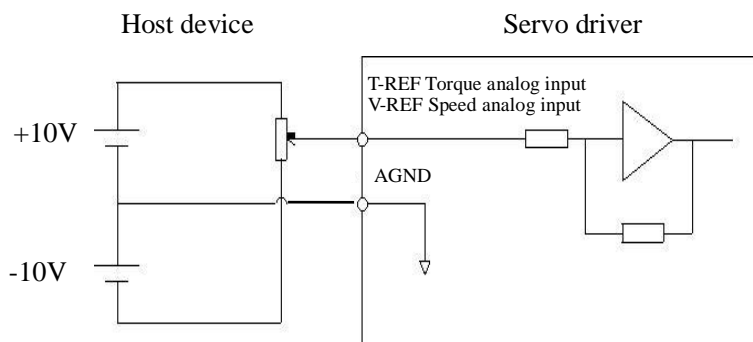 Host device
Servo driver
T-REF Torque analog input
V-REF Speed analog input
+10V
AGND
-10V